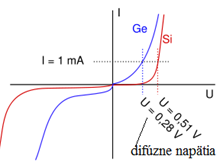 I
Ge
Si
I = 1 mA
U
U = 0.51 V
U = 0.28 V
difúzne napätia